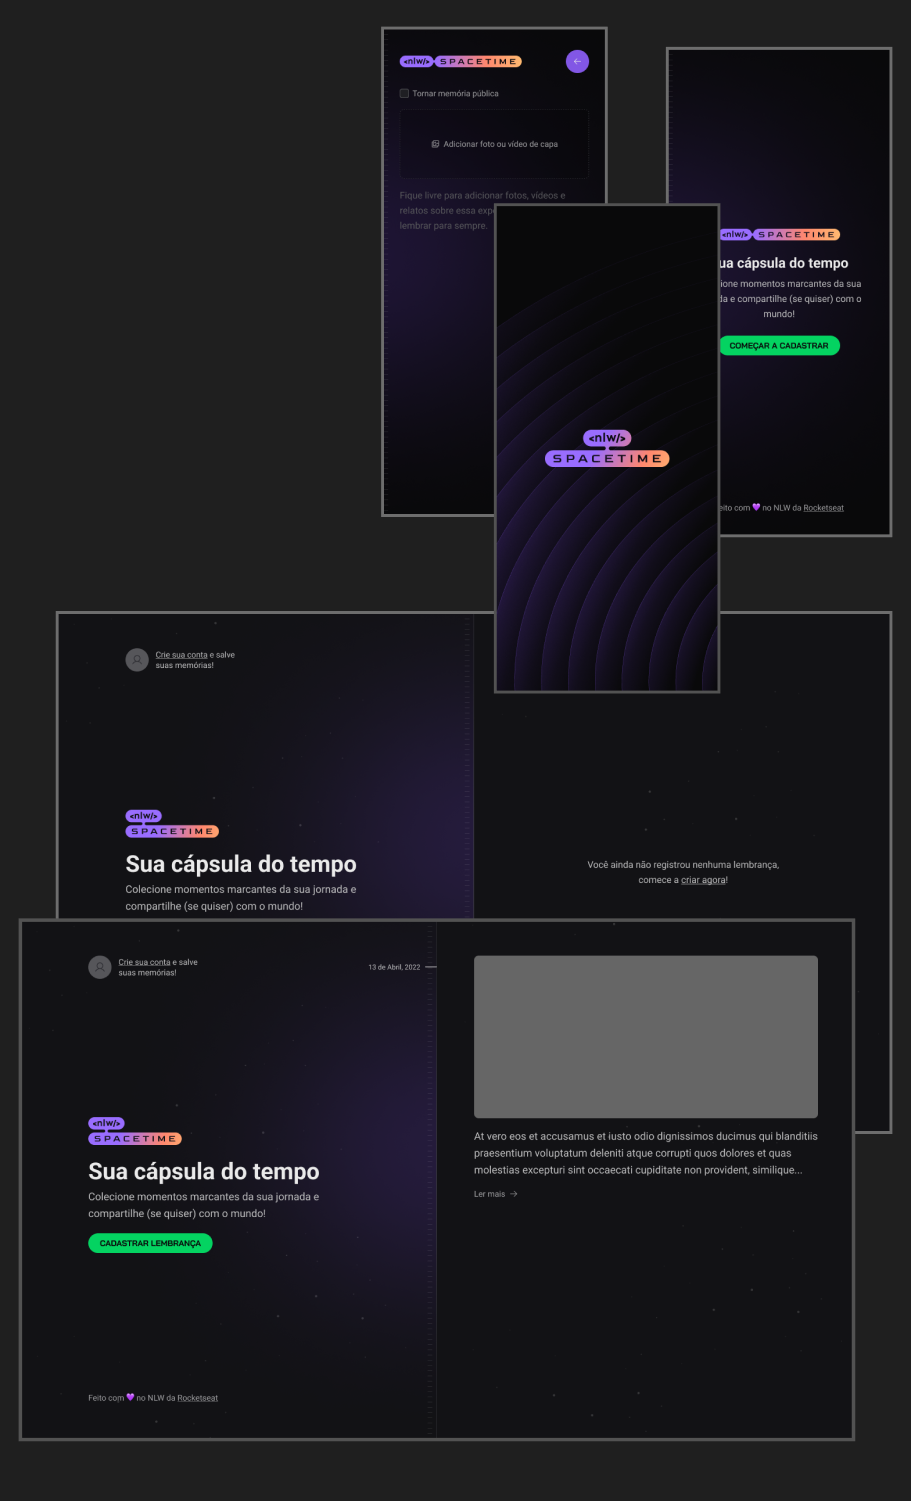 <nlw/> SPACETIME
Tornar memória pública
Adicionar foto ou vídeo de capa
Fique livre para adicionar fotos, vídeos e
relatos sobre essa
lembrar para sempre.
<nlw/> SPACETIME
cápsula do tempo
momentos marcantes da sua
e compartilhe (se quiser) com o
mundo!
COMEÇAR A CADASTRAR
com 💜 no NLW da Rocketseat
<nlw/>
SPACETIME
Crie sua conta e salve
suas memórias!
<nlw/>
SPACETIME
Sua cápsula do tempo
Colecione momentos marcantes da sua jornada e
compartilhe (se quiser) com o mundo!
Você ainda não registrou nenhuma lembrança,
comece a criar agora!
Crie sua conta e salve
suas memórias!
13 de Abril, 2022
<nlw/>
SPACETIME
Sua cápsula do tempo
Colecione momentos marcantes da sua jornada e
compartilhe (se quiser) com o mundo!
CADASTRAR LEMBRANÇA
Feito com 💜 no NLW da Rocketseat
At vero eos et accusamus et iusto odio dignissimos ducimus qui blanditiis
praesentium voluptatum deleniti atque corrupti quos dolores et quas
molestias excepturi sint occaecati cupiditate non provident, similique...
Ler mais →